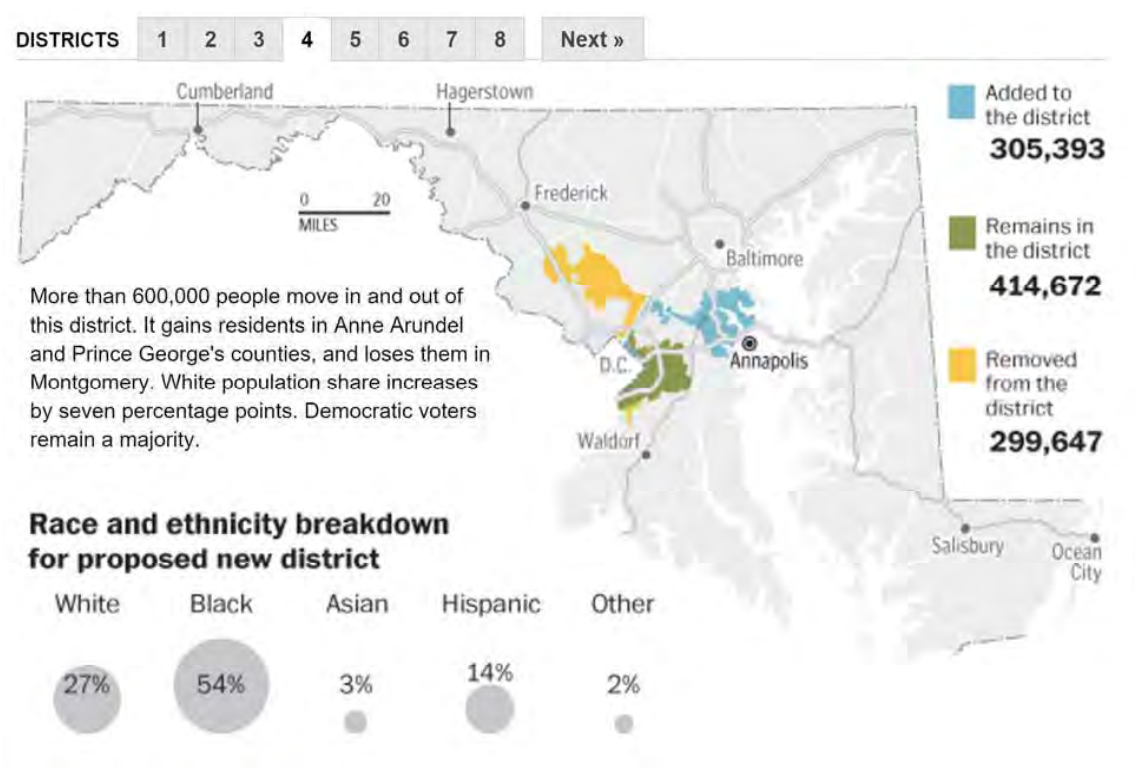 DISTRICTS 1 2 3 4 5 6 7 8 Next »
Cumberland
Hagerstown
Added to
the district
305,393
0 20
MILES
Frederick
Remains in
the district
414,672
Baltimore
More than 600,000 people move in and out of
this district. It gains residents in Anne Arundel
and Prince George's counties, and loses them in
Montgomery. White population share increases
by seven percentage points. Democratic voters
remain a majority.
D.C.
Annapolis
Removed
from the
district
299,647
Waldorf
Salisbury
Ocean
City
Race and ethnicity breakdown
for proposed new district
White Black Asian Hispanic Other
27% 54% 3% 14% 2%